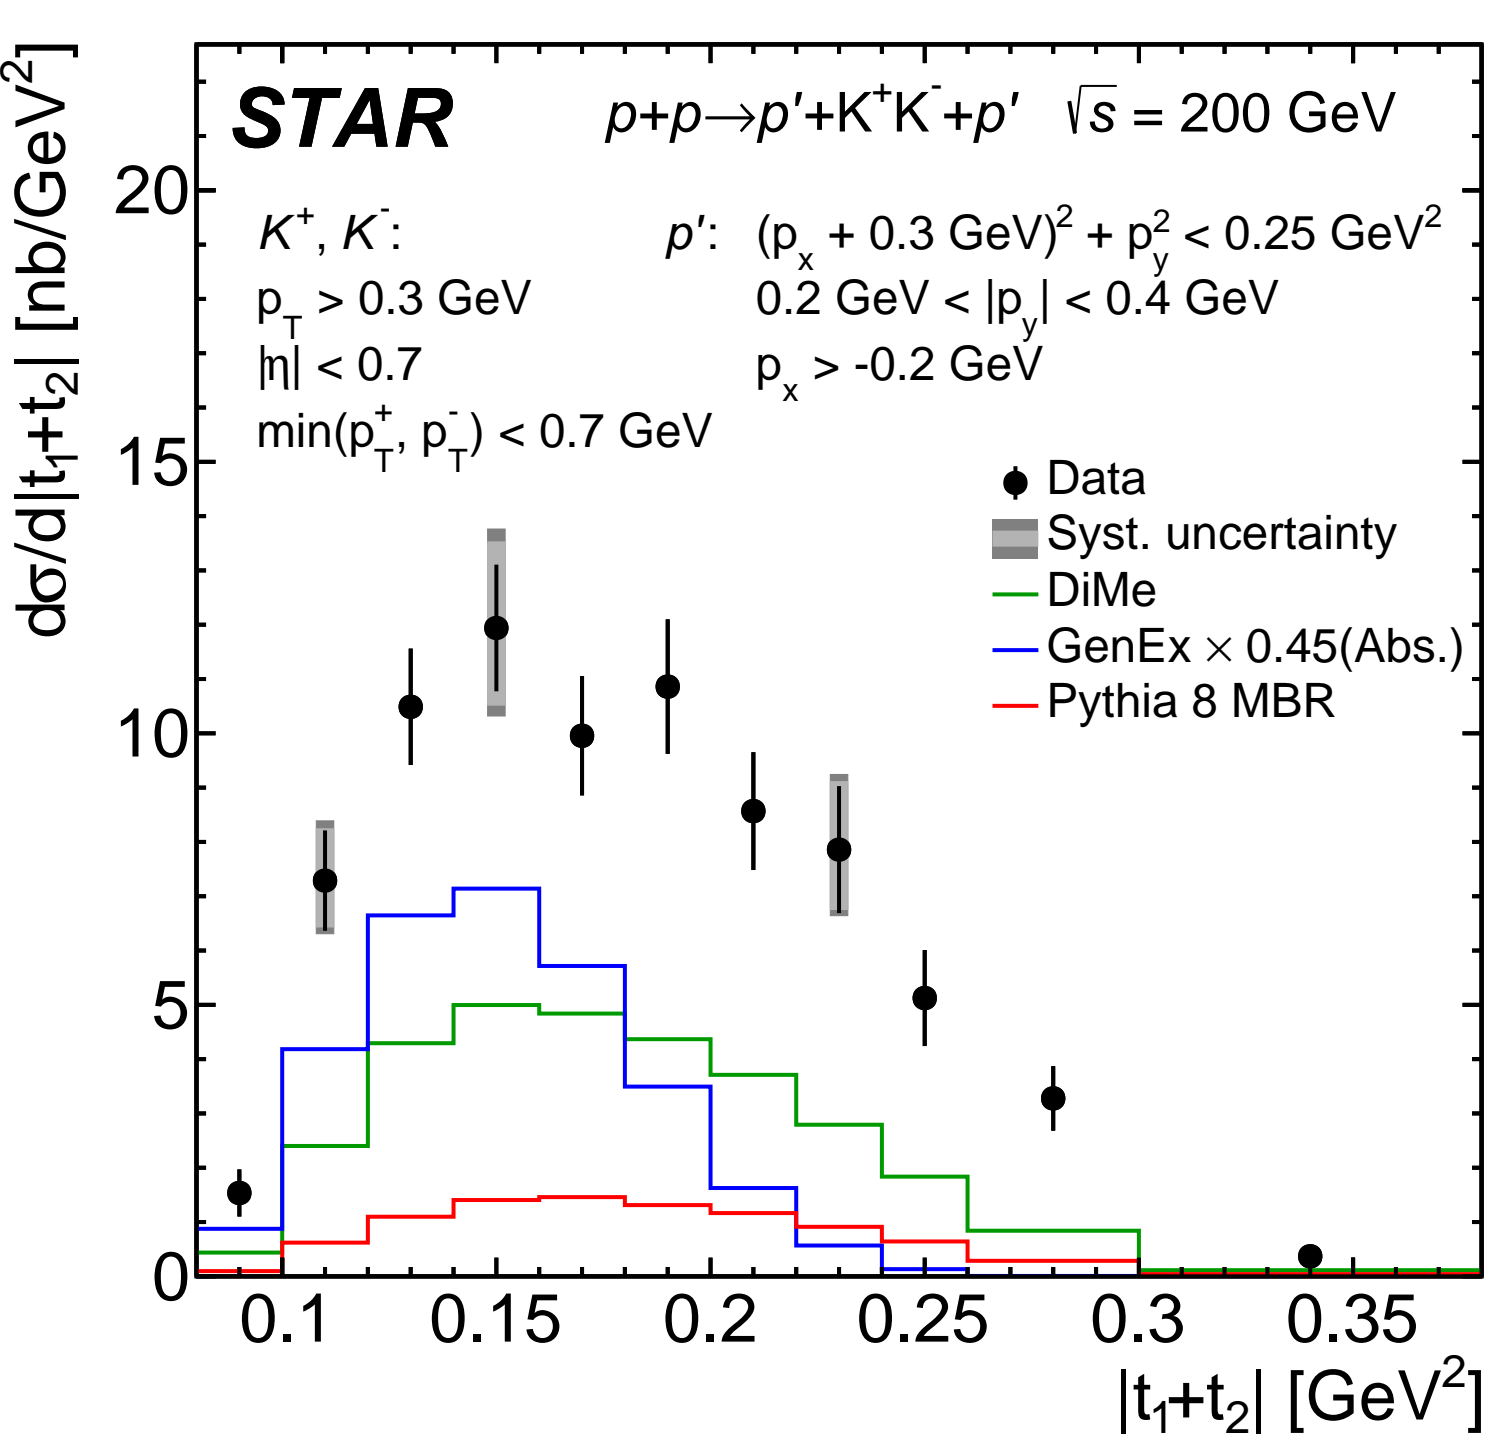 dσ/d|t₁+t₂| [nb/GeV²]
STAR p+p→p′+K⁺K⁻+p′ √s = 200 GeV
K⁺, K⁻: p′: (pₓ + 0.3 GeV)² + p_y² < 0.25 GeV²
p_T > 0.3 GeV 0.2 GeV < |p_y| < 0.4 GeV
|η| < 0.7 pₓ > -0.2 GeV
min(p_T⁺, p_T⁻) < 0.7 GeV
Data
Syst. uncertainty
DiMe
GenEx × 0.45(Abs.)
Pythia 8 MBR
20
15
10
5
0
0.1 0.15 0.2 0.25 0.3 0.35
|t₁+t₂| [GeV²]